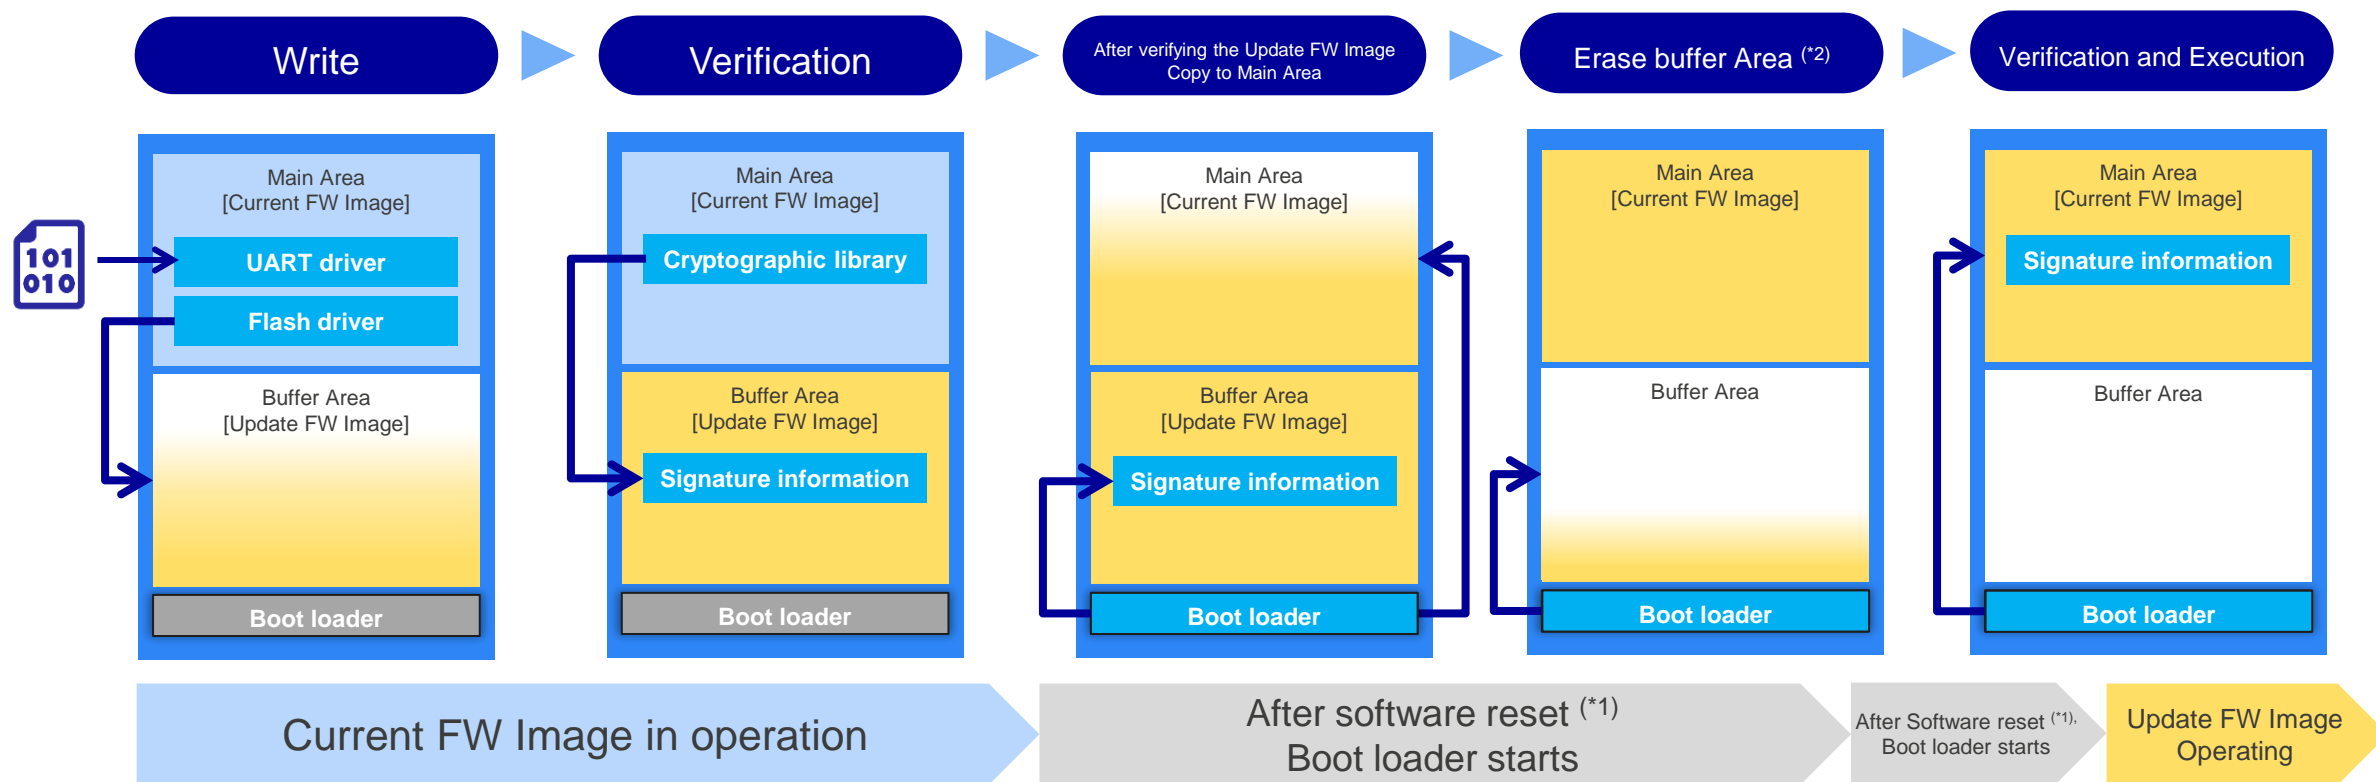 Write
Verification
After verifying the Update FW Image
Copy to Main Area
Erase buffer Area (*2)
Verification and Execution
101
010
Main Area
[Current FW Image]
UART driver
Flash driver
Buffer Area
[Update FW Image]
Boot loader
Main Area
[Current FW Image]
Cryptographic library
Buffer Area
[Update FW Image]
Signature information
Boot loader
Main Area
[Current FW Image]
Buffer Area
[Update FW Image]
Signature information
Boot loader
Main Area
[Current FW Image]
Buffer Area
Boot loader
Main Area
[Current FW Image]
Signature information
Buffer Area
Boot loader
Current FW Image in operation
After software reset (*1)
Boot loader starts
After Software reset (*1),
Boot loader starts
Update FW Image
Operating